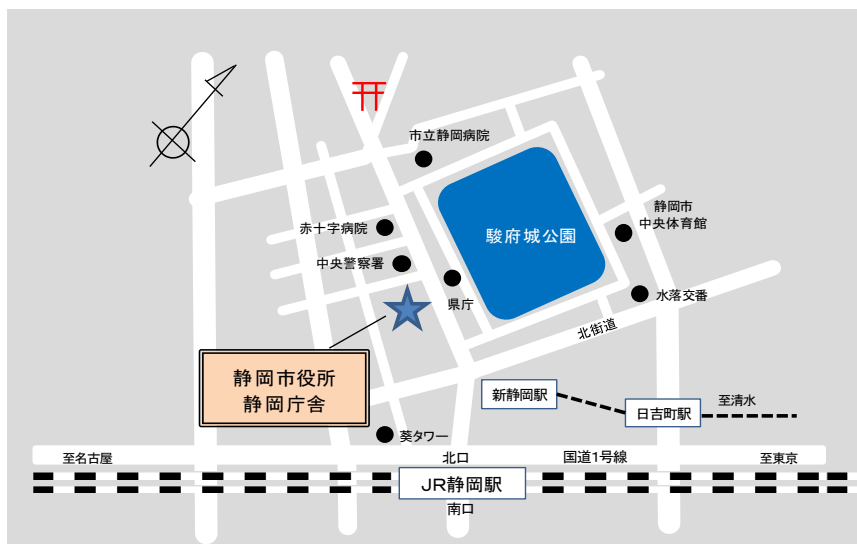 市立静岡病院
静岡市
中央体育館
赤十字病院
駿府城公園
中央警察署
県庁
水落交番
北街道
静岡市役所
静岡庁舎
新静岡駅
日吉町駅
至清水
葵タワー
至名古屋
北口
国道1号線
至東京
JR静岡駅
南口